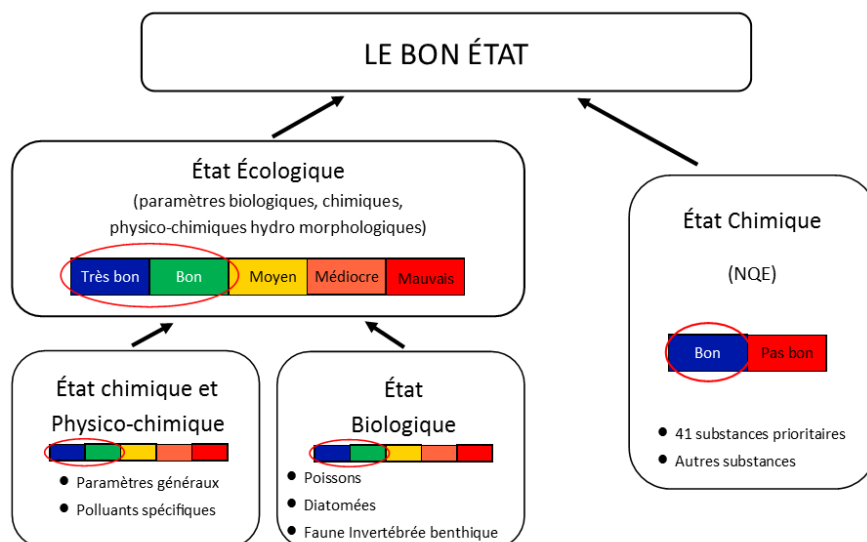 LE BON ÉTAT
État Écologique
(paramètres biologiques, chimiques,
physico-chimiques hydro morphologiques)
Très bon
Bon
Moyen
Médiocre
Mauvais
État chimique et
Physico-chimique
• Paramètres généraux
• Polluants spécifiques
État
Biologique
• Poissons
• Diatomées
• Faune Invertébrée benthique
État Chimique
(NQE)
Bon
Pas bon
• 41 substances prioritaires
• Autres substances